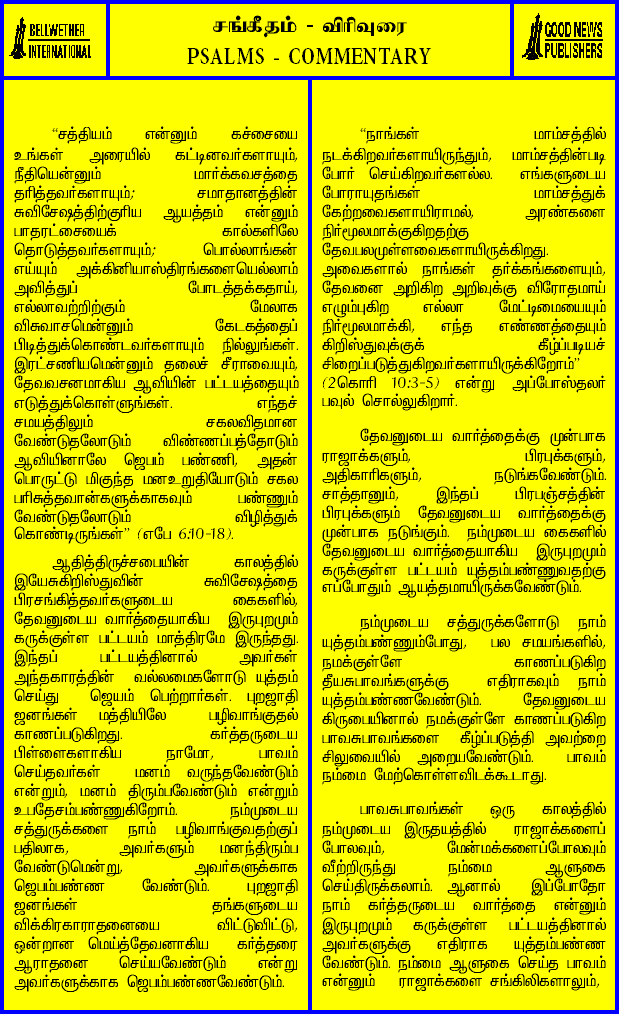 BELLWETHER
INTERNATIONAL
சங்கீதம் - விரிவுரை
PSALMS - COMMENTARY
GOOD NEWS
PUBLISHERS
“சத்தியம் என்னும் கச்சையை
உங்கள் அரையில் கட்டினவர்களாயும்,
நீதியென்னும் மார்க்கவசத்தை
தரித்தவர்களாயும்; சமாதானத்தின்
சுவிசேஷத்திற்குரிய ஆயத்தம் என்னும்
பாதரட்சையைக் கால்களிலே
தொடுத்தவர்களாயும்; பொல்லாங்கன்
எய்யும் அக்கினியாஸ்திரங்களையெல்லாம்
அவித்துப் போடத்தக்கதாய்,
எல்லாவற்றிற்கும் மேலாக
விசுவாசமென்னும் கேடகத்தைப்
பிடித்துக்கொண்டவர்களாயும் நில்லுங்கள்.
இரட்சணியமென்னும் தலைச் சீராவையும்,
தேவவசனமாகிய ஆவியின் பட்டயத்தையும்
எடுத்துக்கொள்ளுங்கள். எந்தச்
சமயத்திலும் சகலவிதமான
வேண்டுதலோடும் விண்ணப்பத்தோடும்
ஆவியினாலே ஜெபம் பண்ணி, அதன்
பொருட்டு மிகுந்த மனஉறுதியோடும் சகல
பரிசுத்தவான்களுக்காகவும் பண்ணும்
வேண்டுதலோடும் விழித்துக்
கொண்டிருங்கள்” (எபே 6:10-18).
ஆதித்திருச்சபையின் காலத்தில்
இயேசுகிறிஸ்துவின் சுவிசேஷத்தை
பிரசங்கித்தவர்களுடைய கைகளில்,
தேவனுடைய வார்த்தையாகிய இருபுறமும்
கருக்குள்ள பட்டயம் மாத்திரமே இருந்தது.
இந்தப் பட்டயத்தினால் அவர்கள்
அந்தகாரத்தின் வல்லமைகளோடு யுத்தம்
செய்து ஜெயம் பெற்றார்கள். புறஜாதி
ஜனங்கள் மத்தியிலே பழிவாங்குதல்
காணப்படுகிறது. கர்த்தருடைய
பிள்ளைகளாகிய நாமோ, பாவம்
செய்தவர்கள் மனம் வருந்தவேண்டும்
என்றும், மனம் திரும்பவேண்டும் என்றும்
உபதேசம்பண்ணுகிறோம். நம்முடைய
சத்துருக்களை நாம் பழிவாங்குவதற்குப்
பதிலாக, அவர்களும் மனந்திரும்ப
வேண்டுமென்று, அவர்களுக்காக
ஜெபம்பண்ண வேண்டும். புறஜாதி
ஜனங்கள் தங்களுடைய
விக்கிரகாராதனையை விட்டுவிட்டு,
ஒன்றான மெய்த்தேவனாகிய கர்த்தரை
ஆராதனை செய்யவேண்டும் என்று
அவர்களுக்காக ஜெபம்பண்ணவேண்டும்.
“நாங்கள் மாம்சத்தில்
நடக்கிறவர்களாயிருந்தும், மாம்சத்தின்படி
போர் செய்கிறவர்களல்ல. எங்களுடைய
போராயுதங்கள் மாம்சத்துக்
கேற்றவைகளாயிராமல், அரண்களை
நிர்மூலமாக்குகிறதற்கு
தேவபலமுள்ளவைகளாயிருக்கிறது.
அவைகளால் நாங்கள் தர்க்கங்களையும்,
தேவனை அறிகிற அறிவுக்கு விரோதமாய்
எழும்புகிற எல்லா மேட்டிமையையும்
நிர்மூலமாக்கி, எந்த எண்ணத்தையும்
கிறிஸ்துவுக்குக் கீழ்ப்படியச்
சிறைப்படுத்துகிறவர்களாயிருக்கிறோம்”
(2கொரி 10:3-5) என்று அப்போஸ்தலர்
பவுல் சொல்லுகிறார்.
தேவனுடைய வார்த்தைக்கு முன்பாக
ராஜாக்களும், பிரபுக்களும்,
அதிகாரிகளும், நடுங்கவேண்டும்.
சாத்தானும், இந்தப் பிரபஞ்சத்தின்
பிரபுக்களும் தேவனுடைய வார்த்தைக்கு
முன்பாக நடுங்கும். நம்முடைய கைகளில்
தேவனுடைய வார்த்தையாகிய இருபுறமும்
கருக்குள்ள பட்டயம் யுத்தம்பண்ணுவதற்கு
எப்போதும் ஆயத்தமாயிருக்கவேண்டும்.
நம்முடைய சத்துருக்களோடு நாம்
யுத்தம்பண்ணும்போது, பல சமயங்களில்,
நமக்குள்ளே காணப்படுகிற
தீயசுபாவங்களுக்கு எதிராகவும் நாம்
யுத்தம்பண்ணவேண்டும். தேவனுடைய
கிருபையினால் நமக்குள்ளே காணப்படுகிற
பாவசுபாவங்களை கீழ்ப்படுத்தி அவற்றை
சிலுவையில் அறையவேண்டும். பாவம்
நம்மை மேற்கொள்ளவிடக்கூடாது.
பாவசுபாவங்கள் ஒரு காலத்தில்
நம்முடைய இருதயத்தில் ராஜாக்களைப்
போலவும், மேன்மக்களைப்போலவும்
வீற்றிருந்து நம்மை ஆளுகை
செய்திருக்கலாம். ஆனால் இப்போதோ
நாம் கர்த்தருடைய வார்த்தை என்னும்
இருபுறமும் கருக்குள்ள பட்டயத்தினால்
அவர்களுக்கு எதிராக யுத்தம்பண்ண
வேண்டும். நம்மை ஆளுகை செய்த பாவம்
என்னும் ராஜாக்களை சங்கிலிகளாலும்,